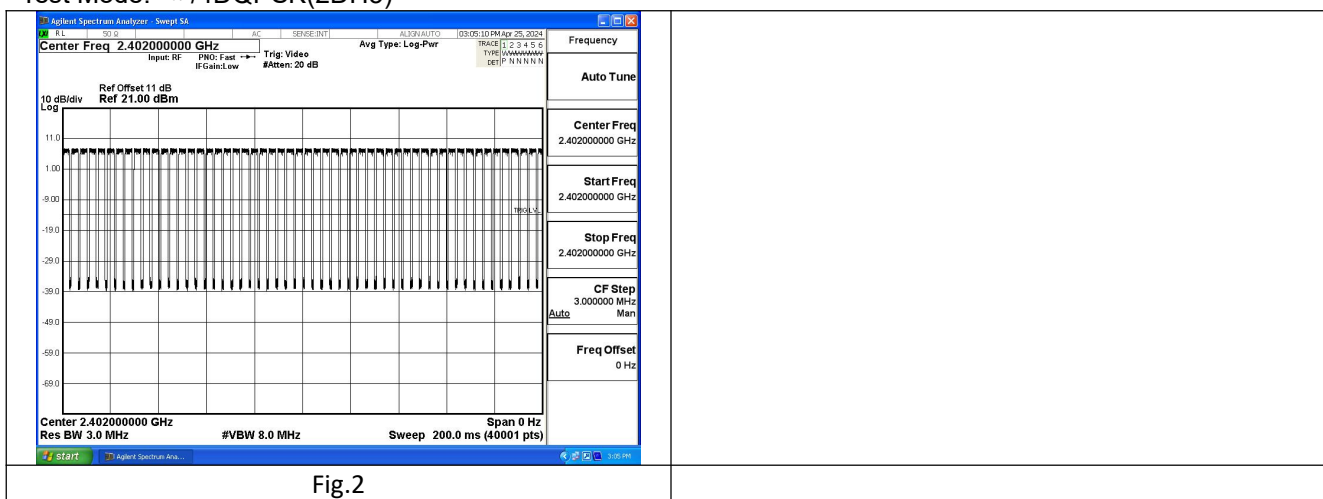 Agilent Spectrum Analyzer - Swept SA
RL 50 Ω AC SENSE:INT ALIGN AUTO 03:05:10 PM Apr 25, 2024
Center Freq 2.402000000 GHz
Input: RF PNO: Fast
IFGain:Low
Trig: Video
#Atten: 20 dB
Avg Type: Log-Pwr
TRACE 1 2 3 4 5 6
TYPE
DET P N N N N N
Ref Offset 11 dB
10 dB/div Ref 21.00 dBm
Log
11.0
1.00
-9.00
TRIG LVL
-19.0
-29.0
-39.0
-49.0
-59.0
-69.0
Center 2.402000000 GHz Span 0 Hz
Res BW 3.0 MHz #VBW 8.0 MHz Sweep 200.0 ms (40001 pts)
Frequency
Auto Tune
Center Freq
2.402000000 GHz
Start Freq
2.402000000 GHz
Stop Freq
2.402000000 GHz
CF Step
3.000000 MHz
Auto Man
Freq Offset
0 Hz
start Agilent Spectrum Ana... 3:05 PM
Fig.2